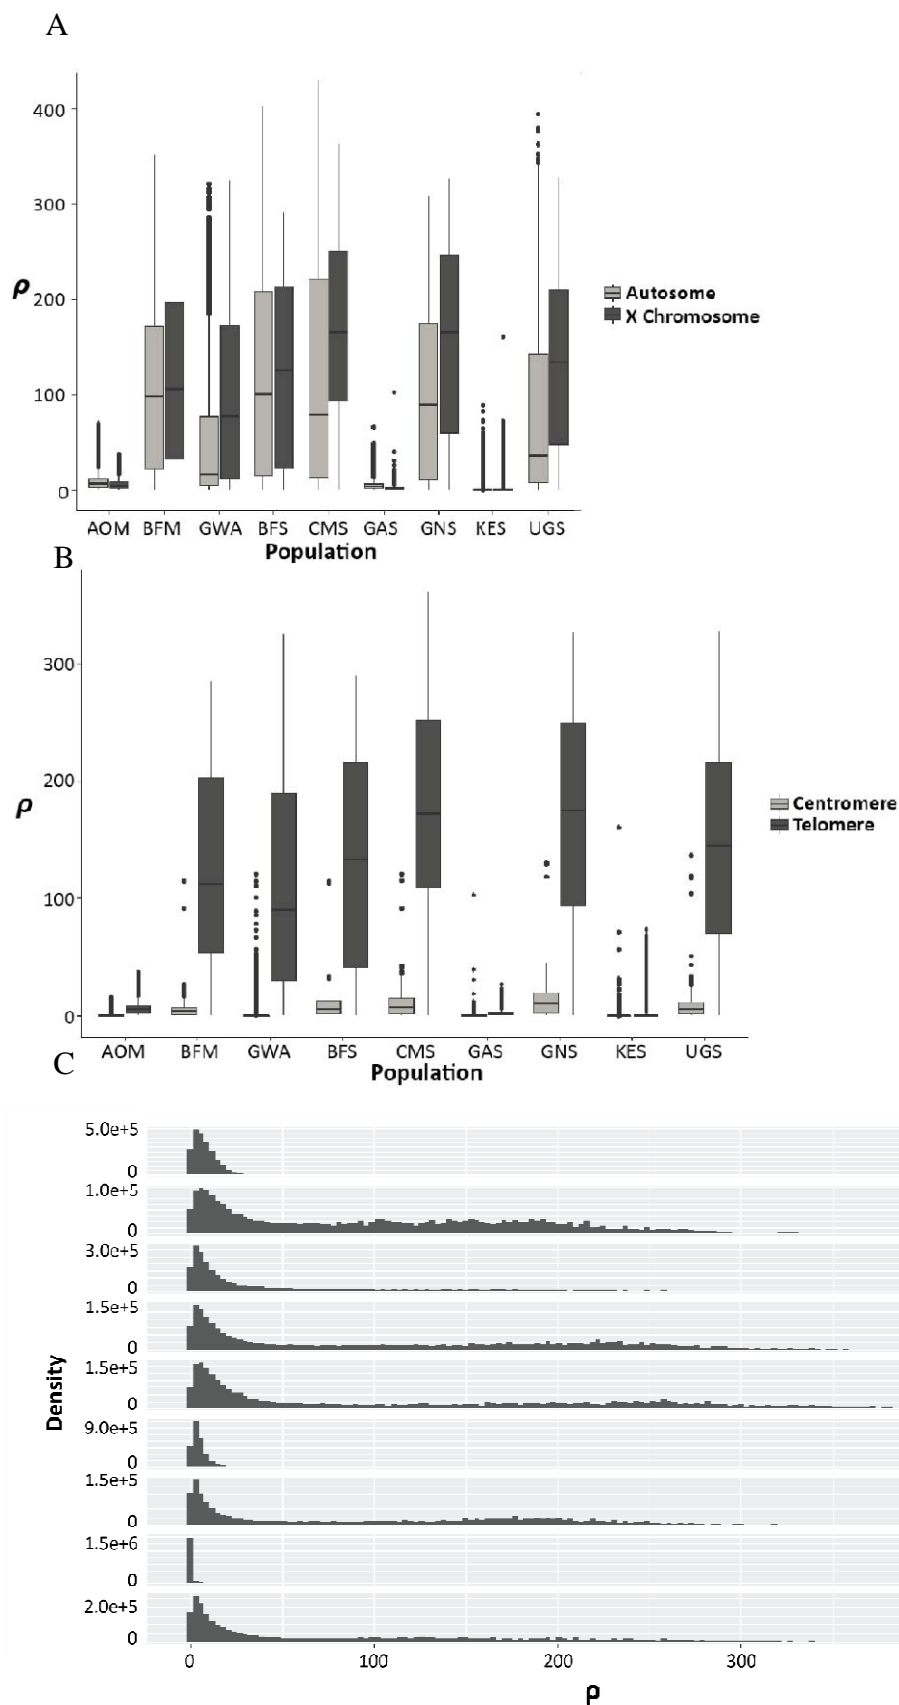 A
400
300
200
100
0
ρ
Autosome
X Chromosome
AOM BFM GWA BFS CMS GAS GNS KES UGS
Population
B
300
200
100
0
ρ
Centromere
Telomere
AOM BFM GWA BFS CMS GAS GNS KES UGS
Population
C
5.0e+5
0
1.0e+5
0
3.0e+5
0
1.5e+5
0
1.5e+5
0
9.0e+5
0
1.5e+5
0
1.5e+6
0
2.0e+5
0
Density
0 100 200 300
ρ